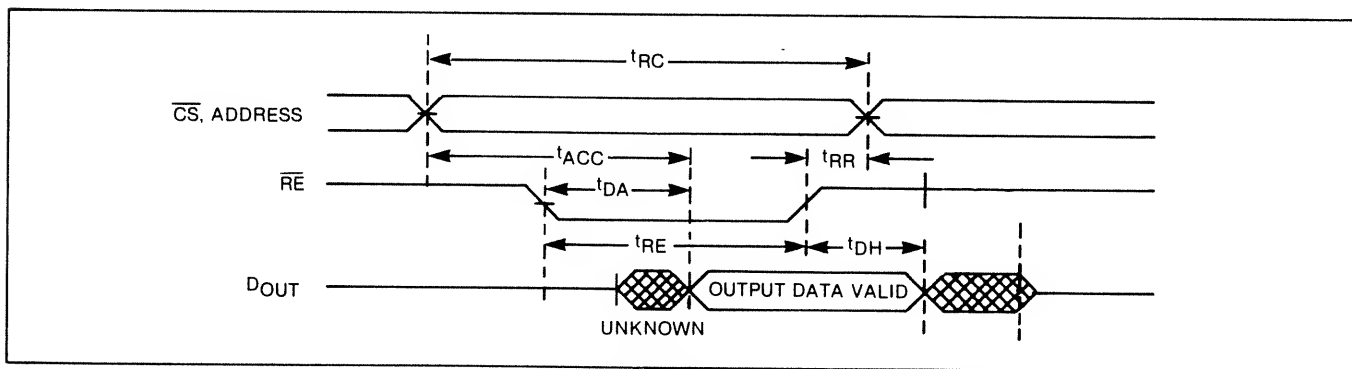 tRC
CS, ADDRESS
tACC
tRR
RE
tDA
tRE
tDH
DOUT
OUTPUT DATA VALID
UNKNOWN